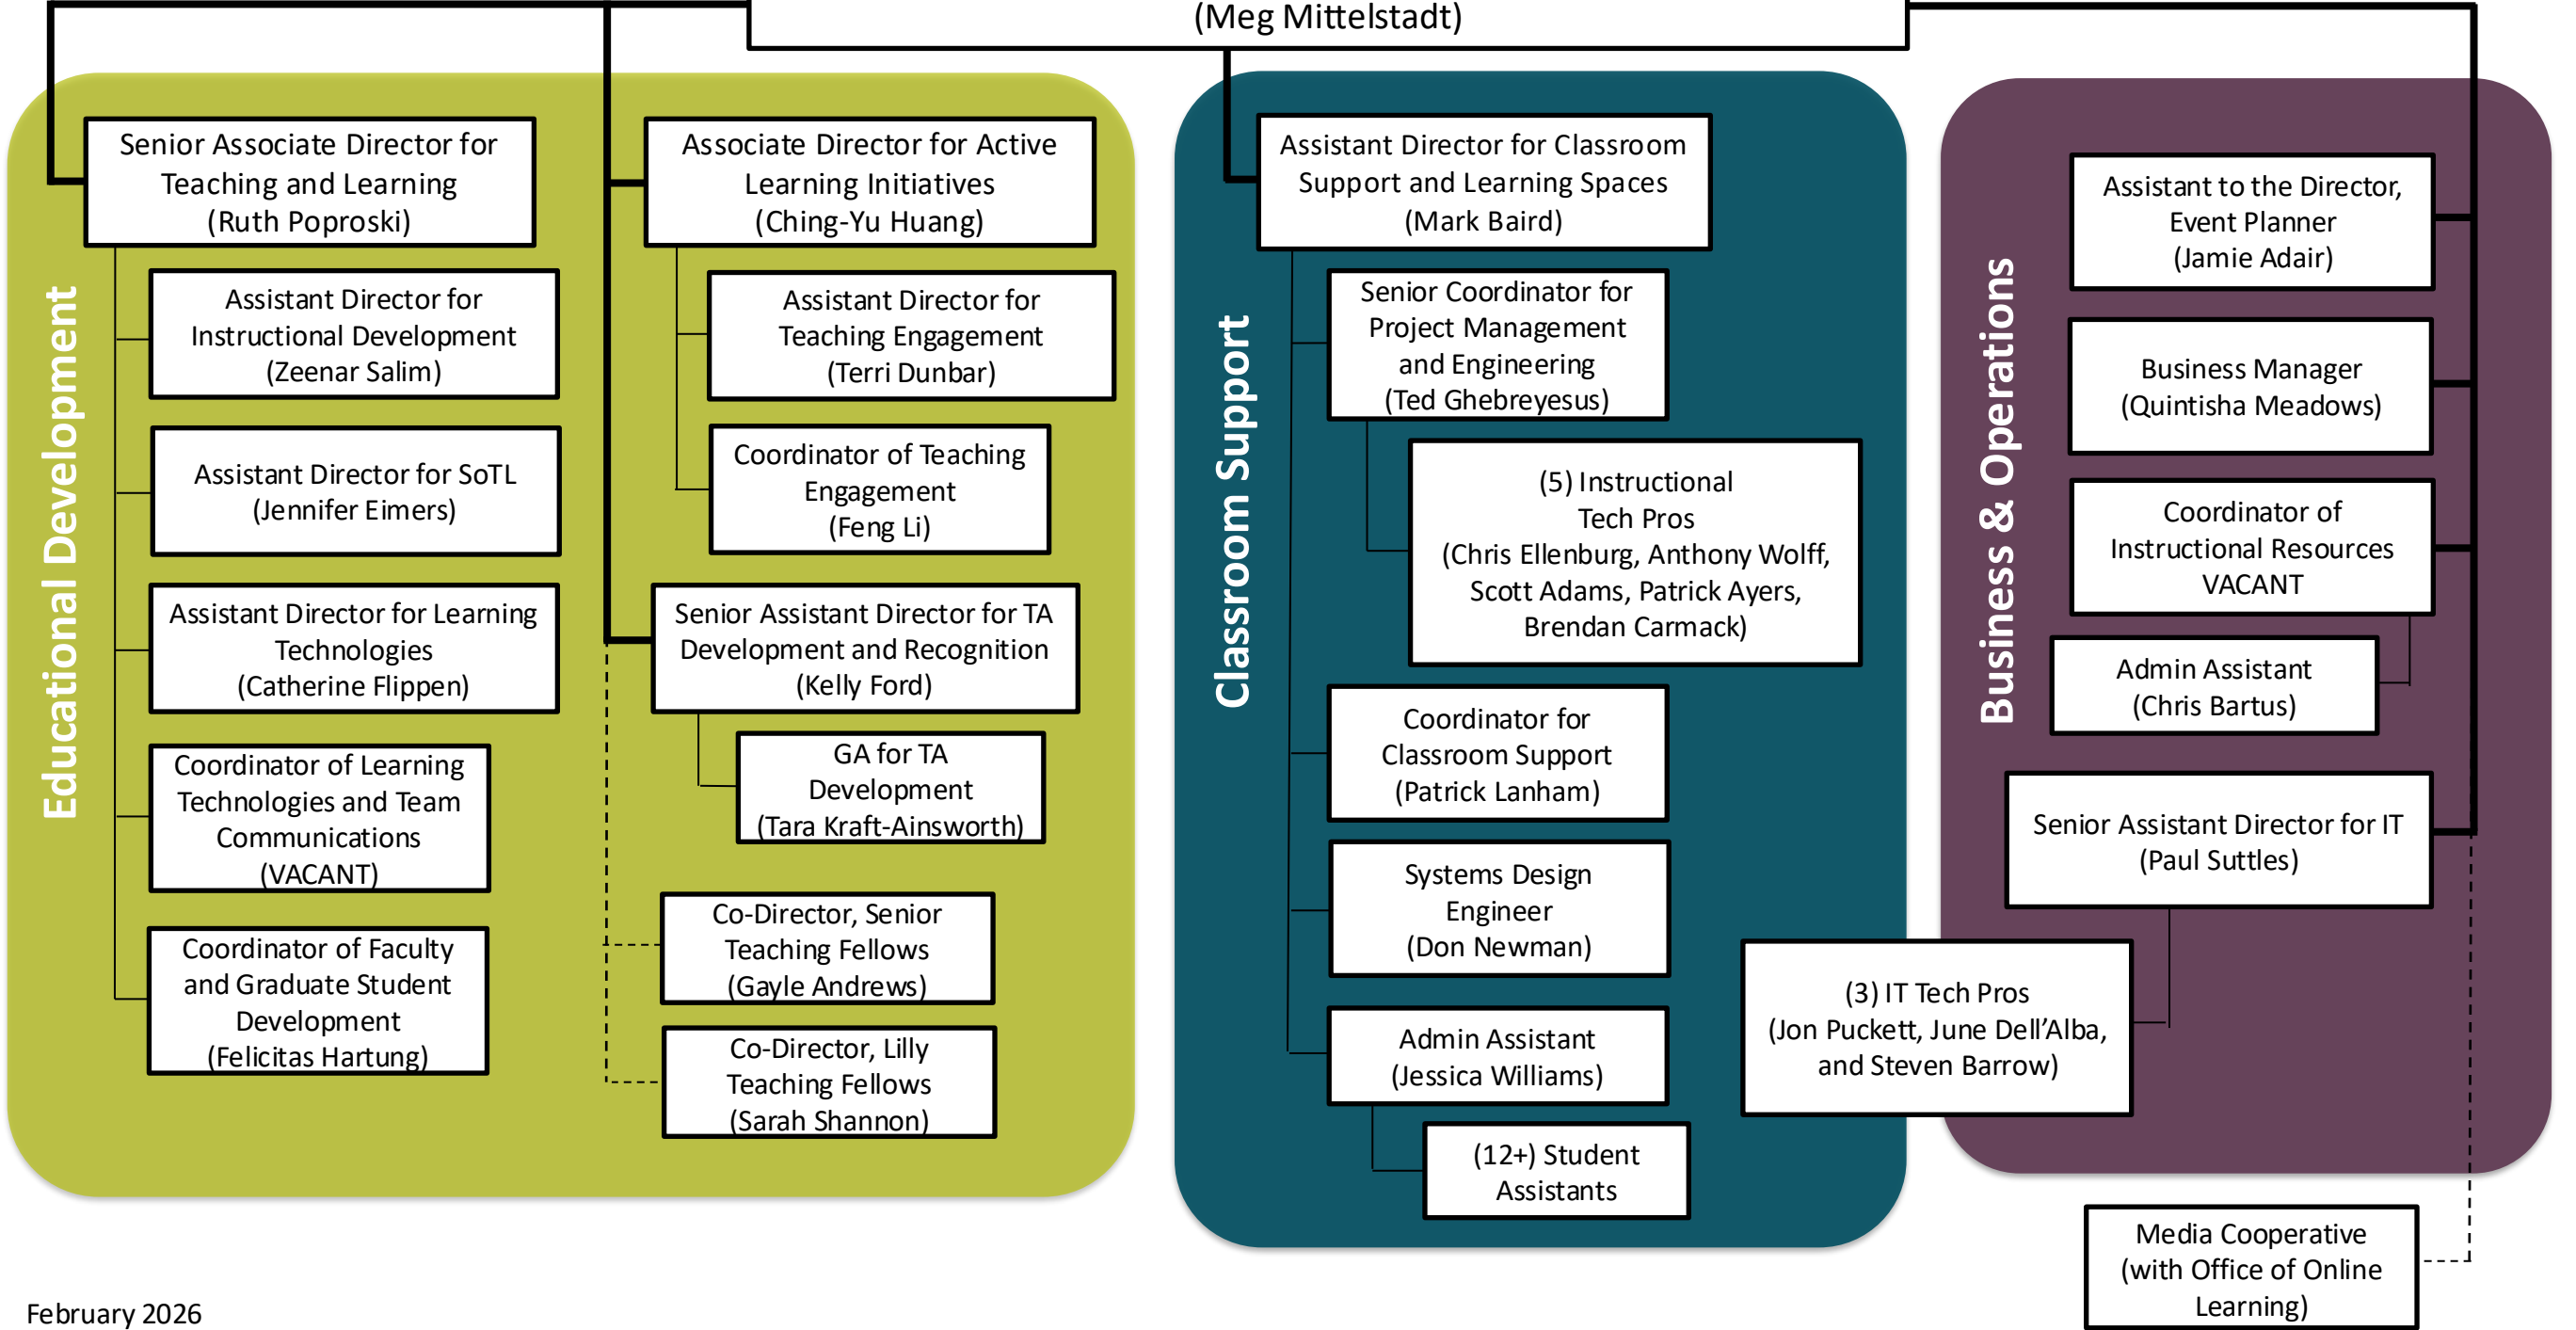 (Meg Mittelstadt)
Educational Development
Senior Associate Director for
Teaching and Learning
(Ruth Poproski)
Assistant Director for
Instructional Development
(Zeenar Salim)
Assistant Director for SoTL
(Jennifer Eimers)
Assistant Director for Learning
Technologies
(Catherine Flippen)
Coordinator of Learning
Technologies and Team
Communications
(VACANT)
Coordinator of Faculty
and Graduate Student
Development
(Felicitas Hartung)
Associate Director for Active
Learning Initiatives
(Ching-Yu Huang)
Assistant Director for
Teaching Engagement
(Terri Dunbar)
Coordinator of Teaching
Engagement
(Feng Li)
Senior Assistant Director for TA
Development and Recognition
(Kelly Ford)
GA for TA
Development
(Tara Kraft-Ainsworth)
Co-Director, Senior
Teaching Fellows
(Gayle Andrews)
Co-Director, Lilly
Teaching Fellows
(Sarah Shannon)
Classroom Support
Assistant Director for Classroom
Support and Learning Spaces
(Mark Baird)
Senior Coordinator for
Project Management
and Engineering
(Ted Ghebreyesus)
(5) Instructional
Tech Pros
(Chris Ellenburg, Anthony Wolff,
Scott Adams, Patrick Ayers,
Brendan Carmack)
Coordinator for
Classroom Support
(Patrick Lanham)
Systems Design
Engineer
(Don Newman)
Admin Assistant
(Jessica Williams)
(12+) Student
Assistants
Business & Operations
Assistant to the Director,
Event Planner
(Jamie Adair)
Business Manager
(Quintisha Meadows)
Coordinator of
Instructional Resources
VACANT
Admin Assistant
(Chris Bartus)
Senior Assistant Director for IT
(Paul Suttles)
(3) IT Tech Pros
(Jon Puckett, June Dell’Alba,
and Steven Barrow)
Media Cooperative
(with Office of Online
Learning)
February 2026